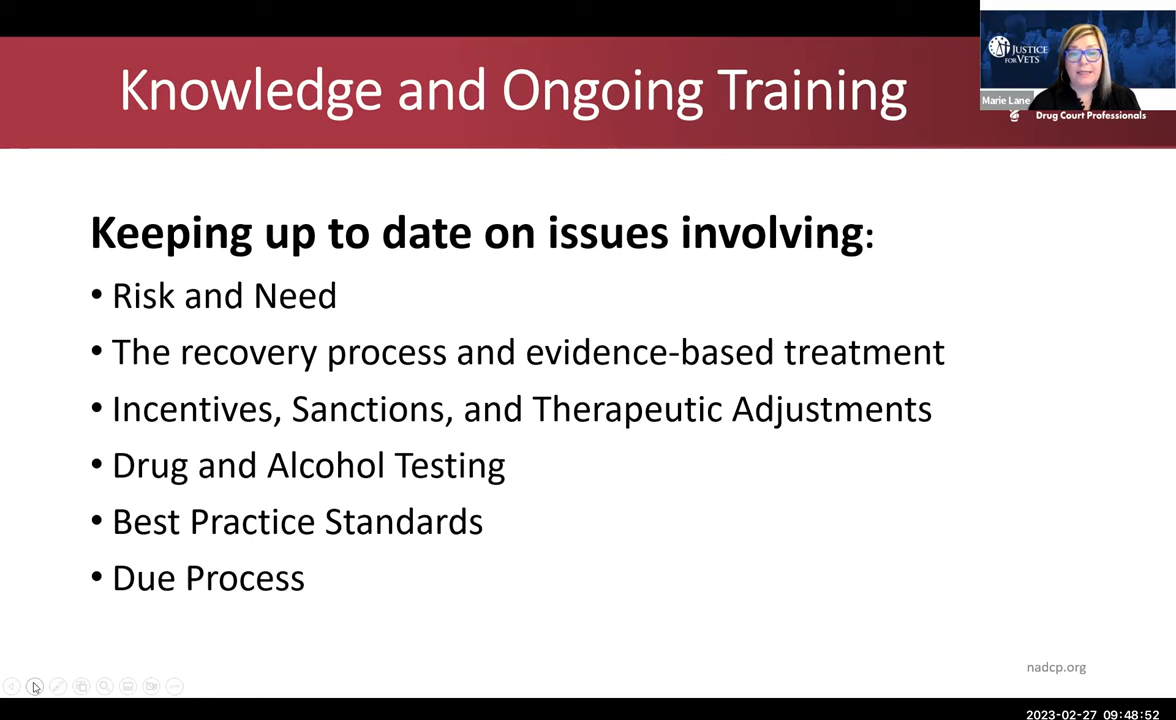 Knowledge and Ongoing Training
JUSTICE
FOR VETS
Marie Lane
Drug Court Professionals
Keeping up to date on issues involving:
• Risk and Need
• The recovery process and evidence-based treatment
• Incentives, Sanctions, and Therapeutic Adjustments
• Drug and Alcohol Testing
• Best Practice Standards
• Due Process
nadcp.org
2023-02-27 09:48:52